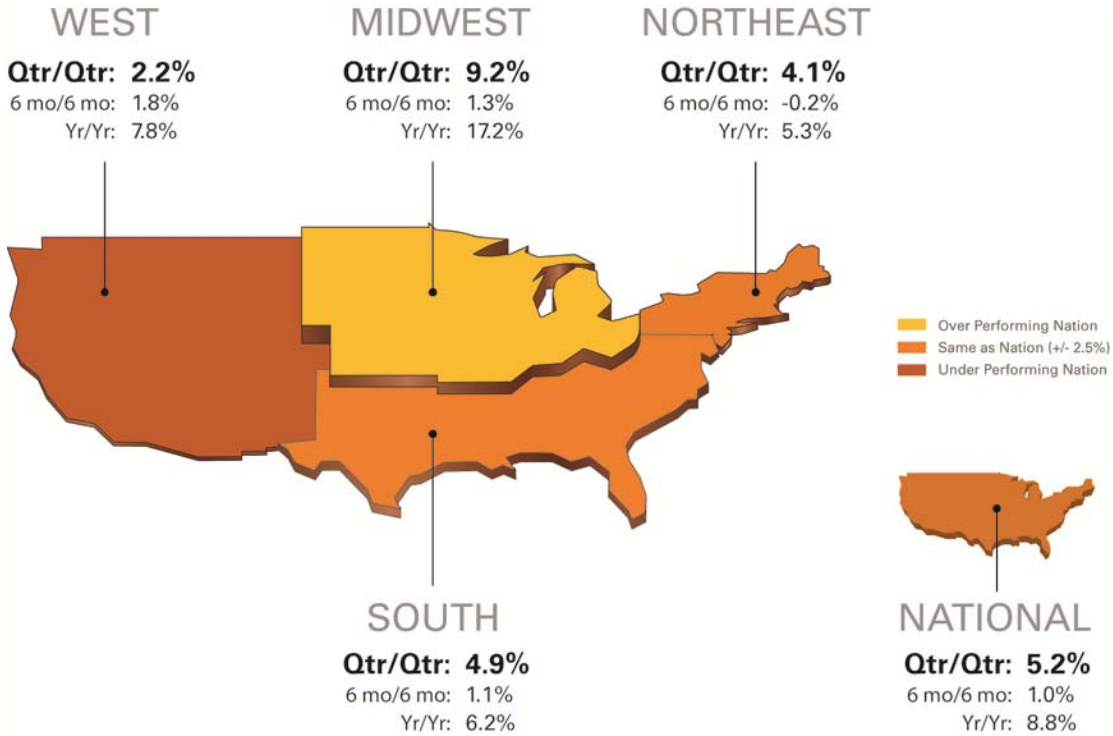 WEST
Qtr/Qtr: 2.2%
6 mo/6 mo: 1.8%
Yr/Yr: 7.8%
MIDWEST
Qtr/Qtr: 9.2%
6 mo/6 mo: 1.3%
Yr/Yr: 17.2%
NORTHEAST
Qtr/Qtr: 4.1%
6 mo/6 mo: -0.2%
Yr/Yr: 5.3%
Over Performing Nation
Same as Nation (+/- 2.5%)
Under Performing Nation
SOUTH
Qtr/Qtr: 4.9%
6 mo/6 mo: 1.1%
Yr/Yr: 6.2%
NATIONAL
Qtr/Qtr: 5.2%
6 mo/6 mo: 1.0%
Yr/Yr: 8.8%